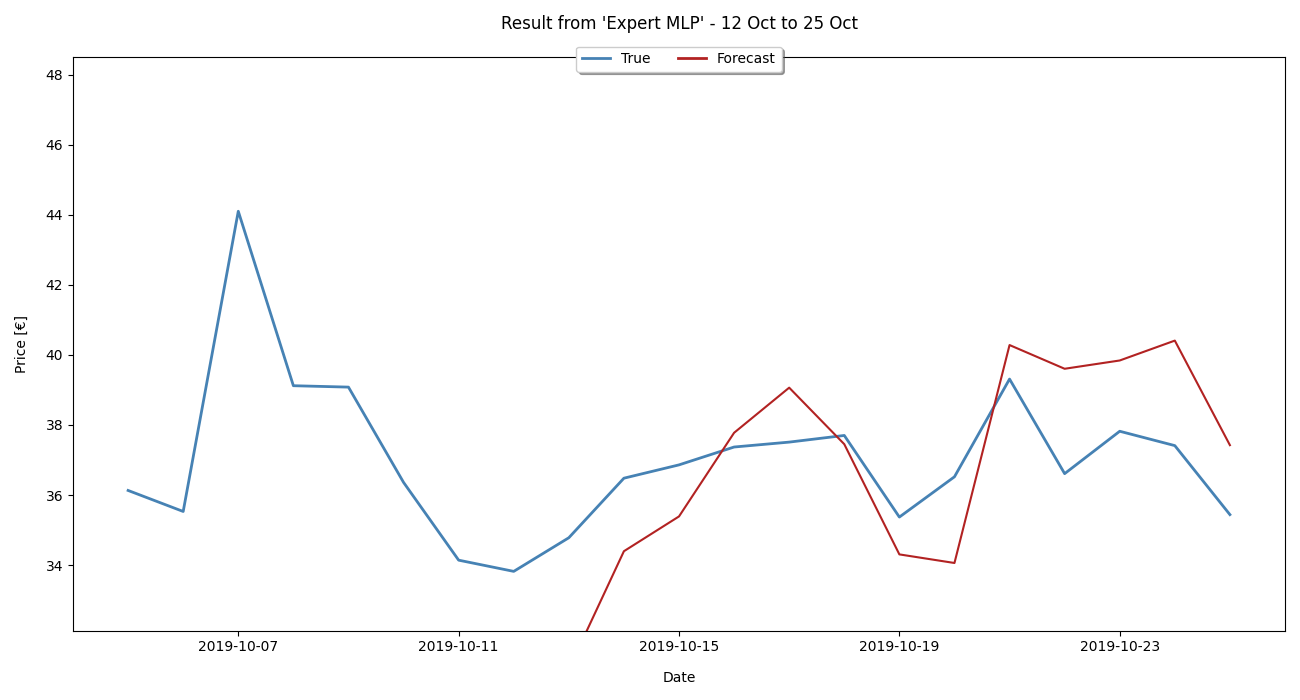 Result from 'Expert MLP' - 12 Oct to 25 Oct
True Forecast
48
46
44
42
40
38
36
34
Price [€]
2019-10-07 2019-10-11 2019-10-15 2019-10-19 2019-10-23
Date